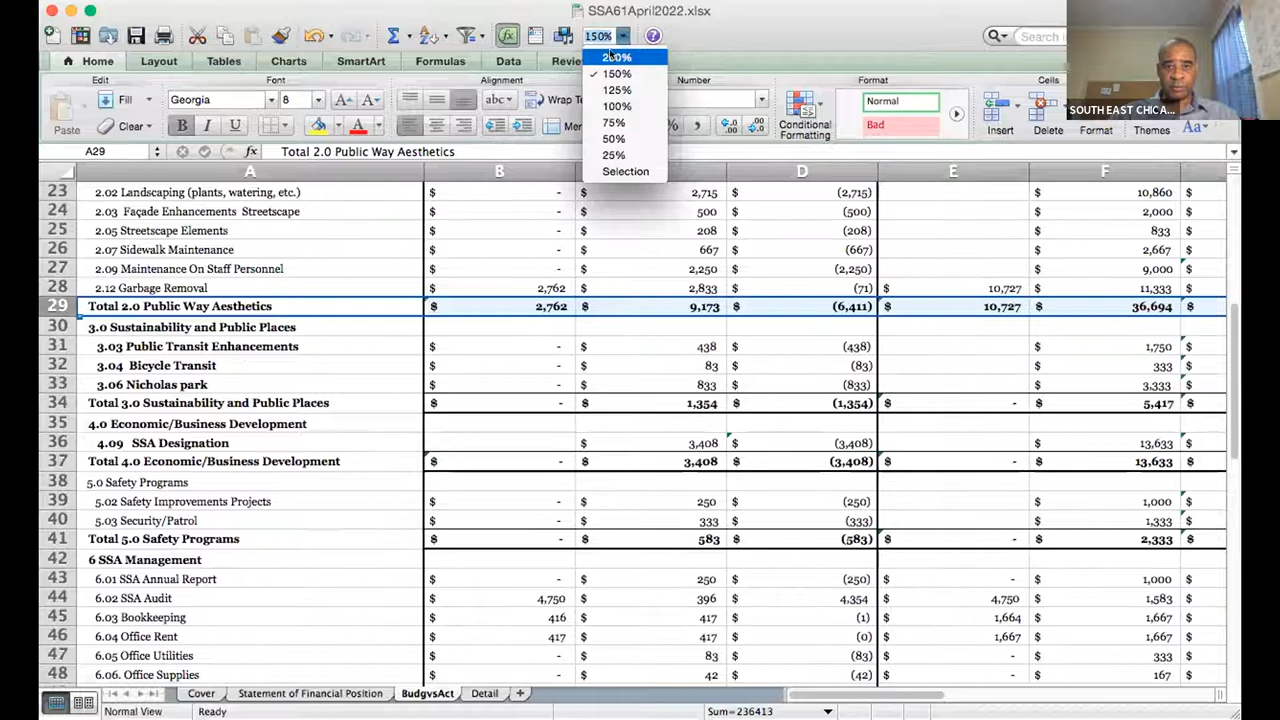 SSA61April2022.xlsx
150% Search
Home Layout Tables Charts SmartArt Formulas Data
Edit Font Alignment Number Format Cells
Fill Georgia 8 abc Wrap
Normal
Paste Clear B I U Conditional Formatting Bad Insert Format Themes Aa
SOUTH EAST CHICA...
200%
150%
125%
100%
75%
50%
25%
Selection
A29 fx Total 2.0 Public Way Aesthetics
A B D E F
23 2.02 Landscaping (plants, watering, etc.) $ - $ 2,715 $ (2,715) $ 10,860 $
24 2.03 Façade Enhancements Streetscape $ - $ 500 $ (500) $ 2,000 $
25 2.05 Streetscape Elements $ - $ 208 $ (208) $ 833 $
26 2.07 Sidewalk Maintenance $ - $ 667 $ (667) $ 2,667 $
27 2.09 Maintenance On Staff Personnel $ - $ 2,250 $ (2,250) $ 9,000 $
28 2.12 Garbage Removal $ 2,762 $ 2,833 $ (71) $ 10,727 $ 11,333 $
29 Total 2.0 Public Way Aesthetics $ 2,762 $ 9,173 $ (6,411) $ 10,727 $ 36,694 $
30 3.0 Sustainability and Public Places
31 3.03 Public Transit Enhancements $ - $ 438 $ (438) $ 1,750 $
32 3.04 Bicycle Transit $ - $ 83 $ (83) $ 333 $
33 3.06 Nicholas park $ - $ 833 $ (833) $ 3,333 $
34 Total 3.0 Sustainability and Public Places $ - $ 1,354 $ (1,354) $ - $ 5,417 $
35 4.0 Economic/Business Development
36 4.09 SSA Designation $ 3,408 $ (3,408) $ 13,633 $
37 Total 4.0 Economic/Business Development $ - $ 3,408 $ (3,408) $ - $ 13,633 $
38 5.0 Safety Programs
39 5.02 Safety Improvements Projects $ - $ 250 $ (250) $ 1,000 $
40 5.03 Security/Patrol $ - $ 333 $ (333) $ 1,333 $
41 Total 5.0 Safety Programs $ - $ 583 $ (583) $ - $ 2,333 $
42 6 SSA Management
43 6.01 SSA Annual Report $ - $ 250 $ (250) $ - $ 1,000 $
44 6.02 SSA Audit $ 4,750 $ 396 $ 4,354 $ 4,750 $ 1,583 $
45 6.03 Bookkeeping $ 416 $ 417 $ (1) $ 1,664 $ 1,667 $
46 6.04 Office Rent $ 417 $ 417 $ (0) $ 1,667 $ 1,667 $
47 6.05 Office Utilities $ - $ 83 $ (83) $ - $ 333 $
48 6.06. Office Supplies $ - $ 42 $ (42) $ - $ 167 $
Cover Statement of Financial Position BudgvsAct Detail
Normal View Ready Sum=236413